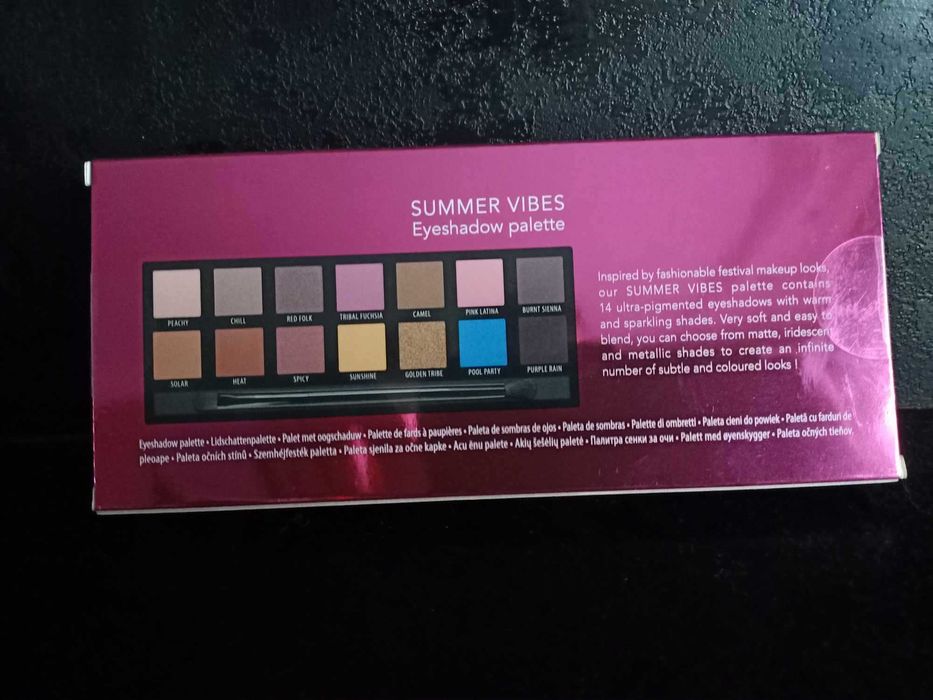 SUMMER VIBES
Eyeshadow palette
PEACHY CHILL RED FOLK TRIBAL FUCHSIA CAMEL PINK LATINA BURNT SIENNA
SOLAR HEAT SPICY SUNSHINE GOLDEN TRIBE POOL PARTY PURPLE RAIN
Inspired by fashionable festival makeup looks,
our SUMMER VIBES palette contains
14 ultra-pigmented eyeshadows with warm
and sparkling shades. Very soft and easy to
blend, you can choose from matte, iridescent
and metallic shades to create an infinite
number of subtle and coloured looks !
Eyeshadow palette • Lidschattenpalette • Palet met oogschaduw • Palette de fards à paupières • Paleta de sombras de ojos • Paleta de sombras • Palette di ombretti • Paleta cieni do powiek • Paletă cu farduri de
pleoape • Paleta očních stínů • Szemhéjfesték paletta • Paleta sjenila za očne kapke • Acu ēnu palete • Akių šešėlių paletė • Палитра сенки за очи • Palett med øyenskygger • Paleta očných tieňov.